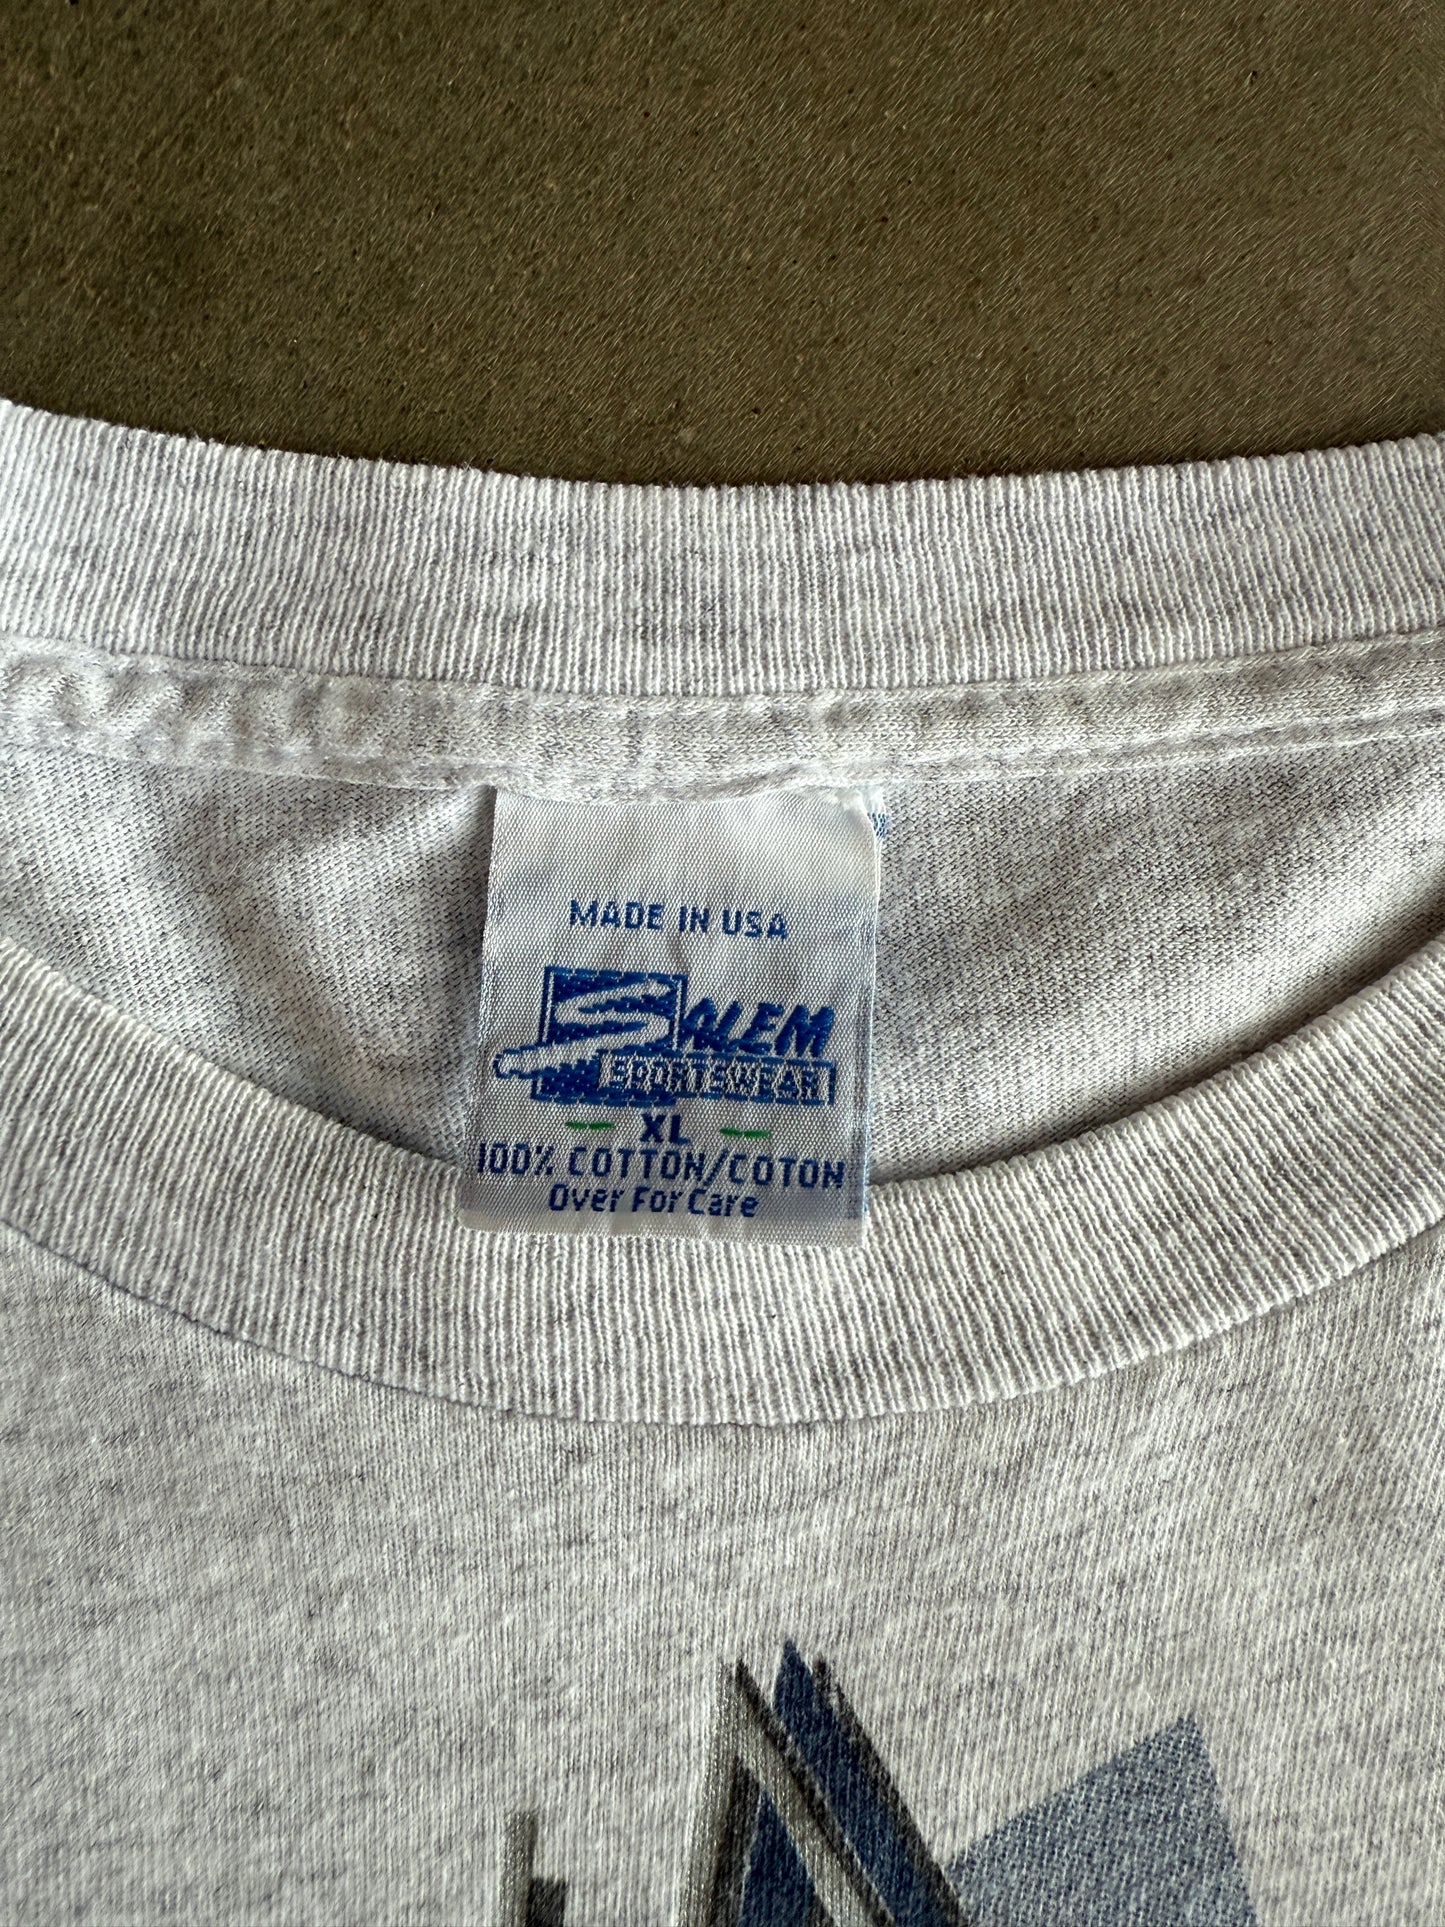 MADE IN USA
SALEM
SPORTSWEAR
XL
100% COTTON/COTON
Over For Care